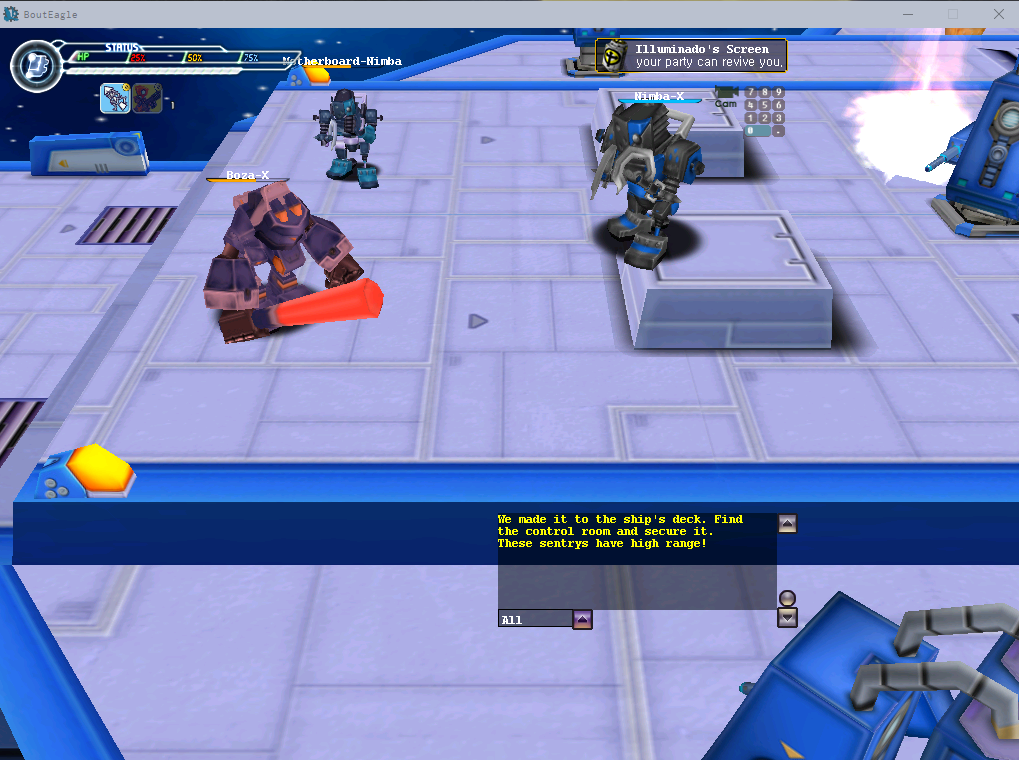 BoutEagle
STATUS
HP 25% 50% 75%
Motherboard-Nimba
Illuminado's Screen
your party can revive you.
1
Nimba-X
Cam
7 8 9
4 5 6
1 2 3
0 .
Boza-X
We made it to the ship's deck. Find
the control room and secure it.
These sentrys have high range!
All